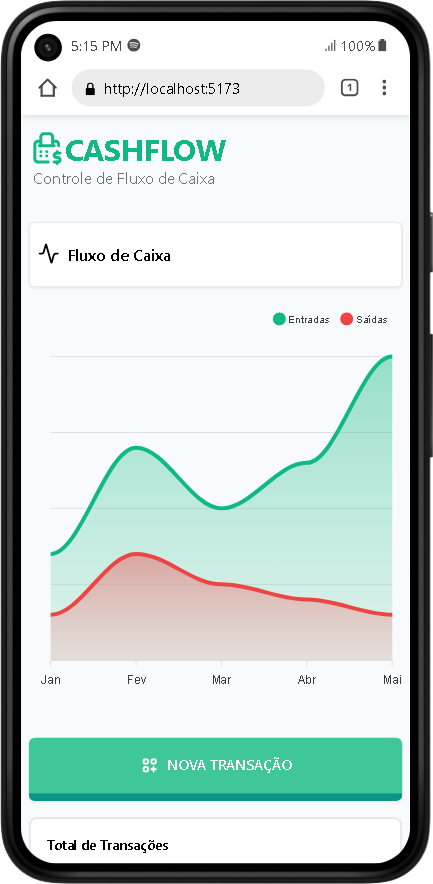 5:15 PM
100%
http://localhost:5173
1
CASHFLOW
Controle de Fluxo de Caixa
Fluxo de Caixa
Entradas Saídas
Jan Fev Mar Abr Mai
NOVA TRANSAÇÃO
Total de Transações